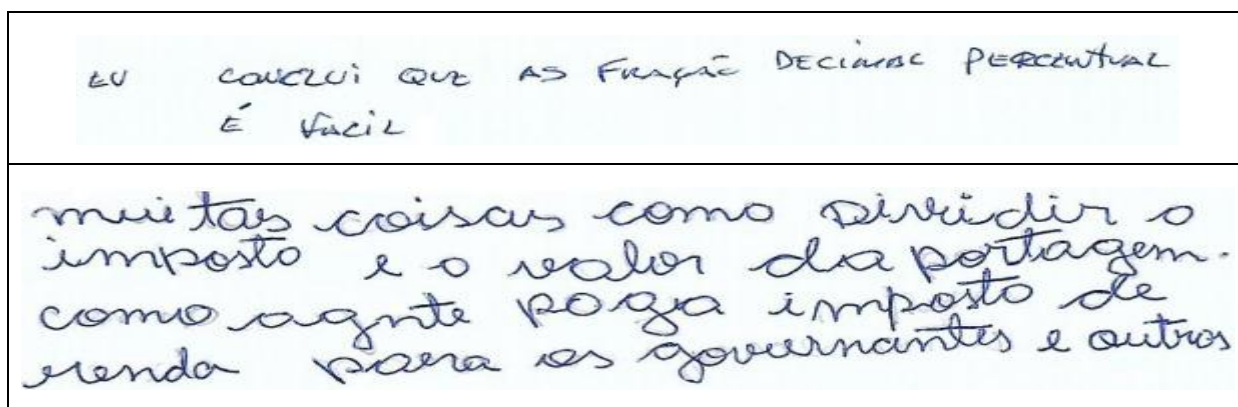 EU CONCLUI QUE AS FRAÇÃO DECIMAL PERCENTUAL
É FÁCIL
muitas coisas como dividir o
imposto e o valor da portagem.
como agnte paga imposto de
renda para os governantes e outros